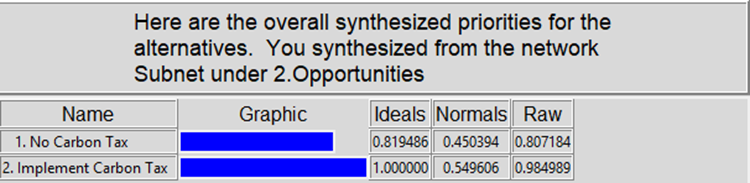 Here are the overall synthesized priorities for the
alternatives. You synthesized from the network
Subnet under 2.Opportunities
Name Graphic Ideals Normals Raw
1. No Carbon Tax 0.819486 0.450394 0.807184
2. Implement Carbon Tax 1.000000 0.549606 0.984989